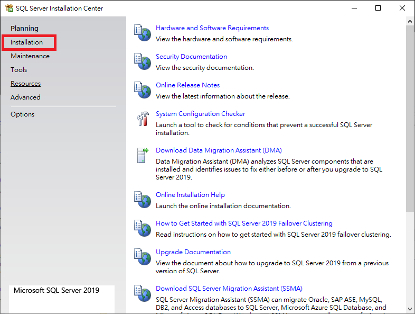 SQL Server Installation Center
Planning
Installation
Maintenance
Tools
Resources
Advanced
Options
Microsoft SQL Server 2019
Hardware and Software Requirements
View the hardware and software requirements.
Security Documentation
View the security documentation.
Online Release Notes
View the latest information about the release.
System Configuration Checker
Launch a tool to check for conditions that prevent a successful SQL Server
installation.
Download Data Migration Assistant (DMA)
Data Migration Assistant (DMA) analyzes SQL Server components that are
installed and identifies issues to fix either before or after you upgrade to SQL
Server 2019.
Online Installation Help
Launch the online installation documentation.
How to Get Started with SQL Server 2019 Failover Clustering
Read instructions on how to get started with SQL Server 2019 failover clustering.
Upgrade Documentation
View the document about how to upgrade to SQL Server 2019 from a previous
version of SQL Server.
Download SQL Server Migration Assistant (SSMA)
SQL Server Migration Assistant (SSMA) can migrate Oracle, SAP ASE, MySQL,
DB2, and Access databases to SQL Server, Microsoft Azure SQL Database, and